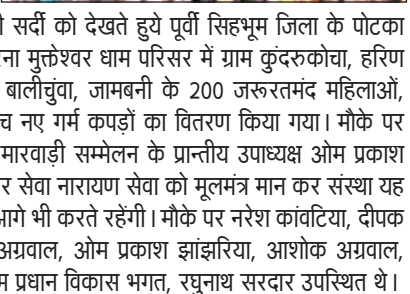 सर्दी को देखते हुये पूर्वी सिहभूम जिला के पोटका
मुक्तेश्वर धाम परिसर में ग्राम कुंदरुकोचा, हरिण
बालीचुंवा, जामबनी के 200 जरूरतमंद महिलाओं,
नए गर्म कपड़ों का वितरण किया गया। मौके पर
मारवाड़ी सम्मेलन के प्रान्तीय उपाध्यक्ष ओम प्रकाश
सेवा नारायण सेवा को मूलमंत्र मान कर संस्था यह
आगे भी करते रहेंगी। मौके पर नरेश कांवटिया, दीपक
अग्रवाल, ओम प्रकाश झांझरिया, आशोक अग्रवाल,
प्रधान विकास भगत, रघुनाथ सरदार उपस्थित थे।